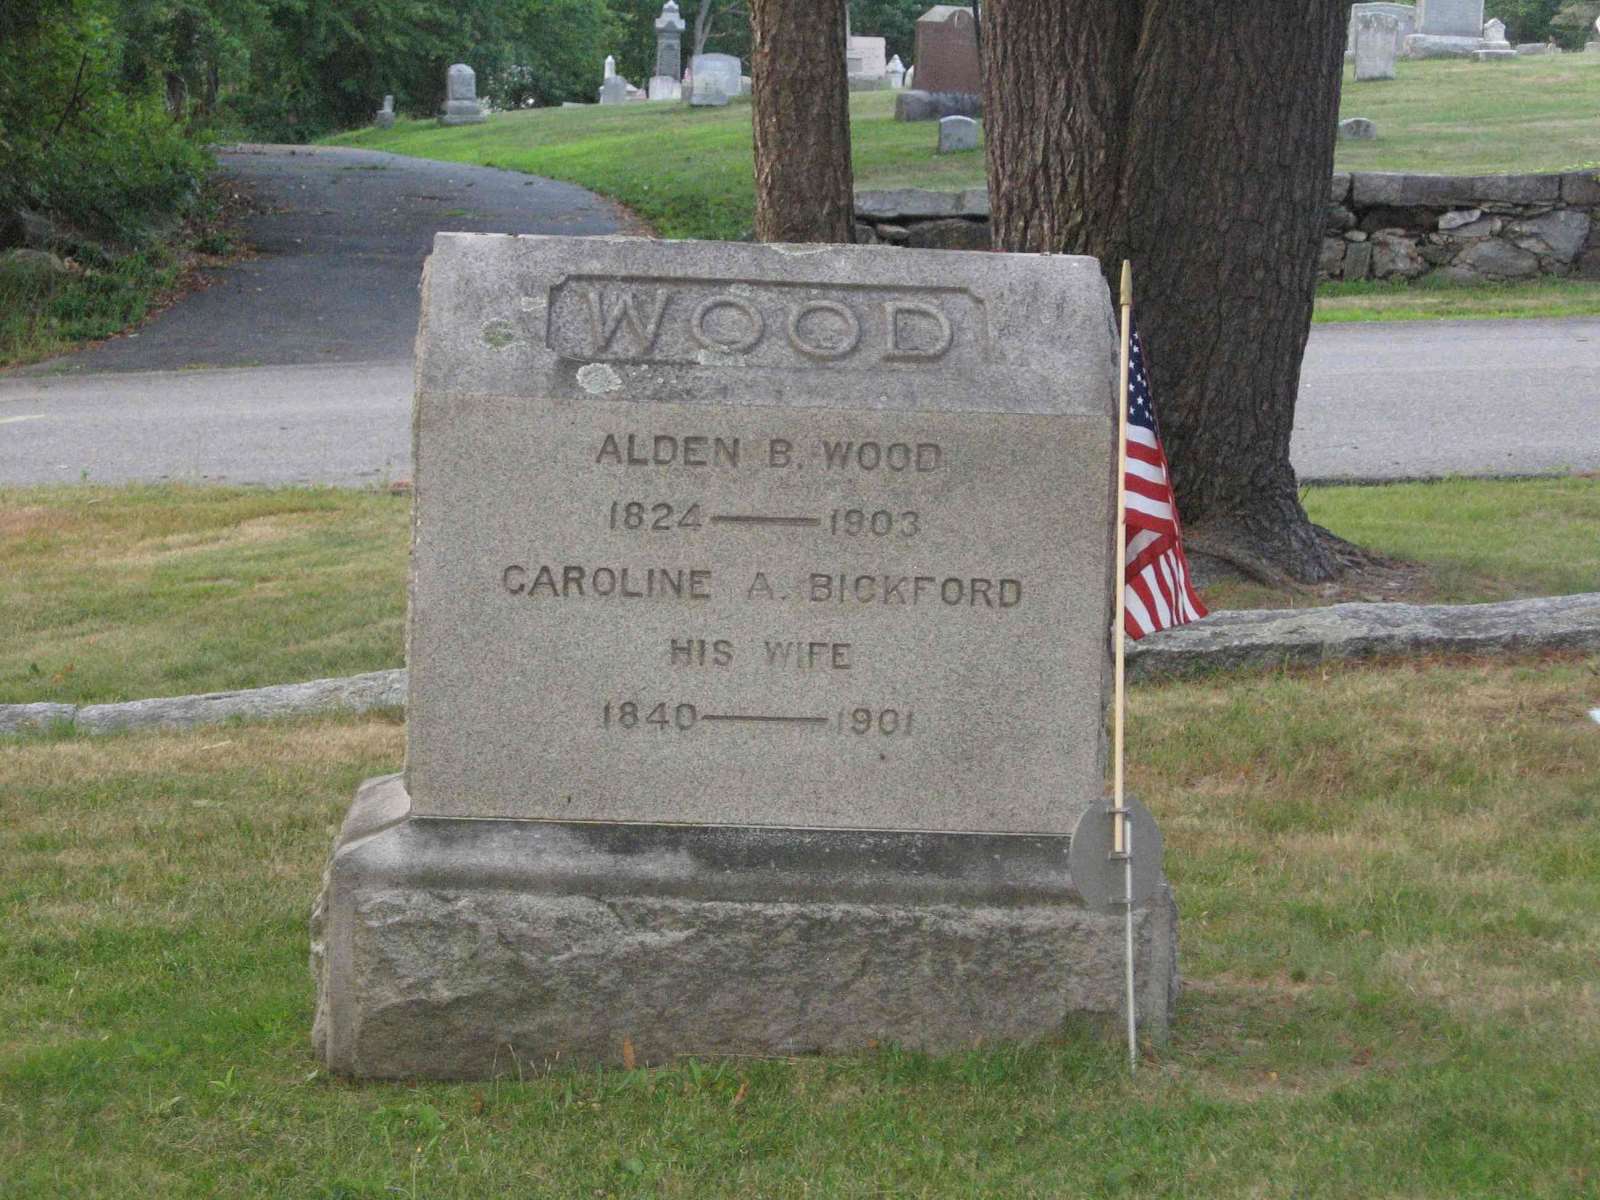 WOOD
ALDEN B. WOOD
1824 — 1903
CAROLINE A. BICKFORD
HIS WIFE
1840 — 1901